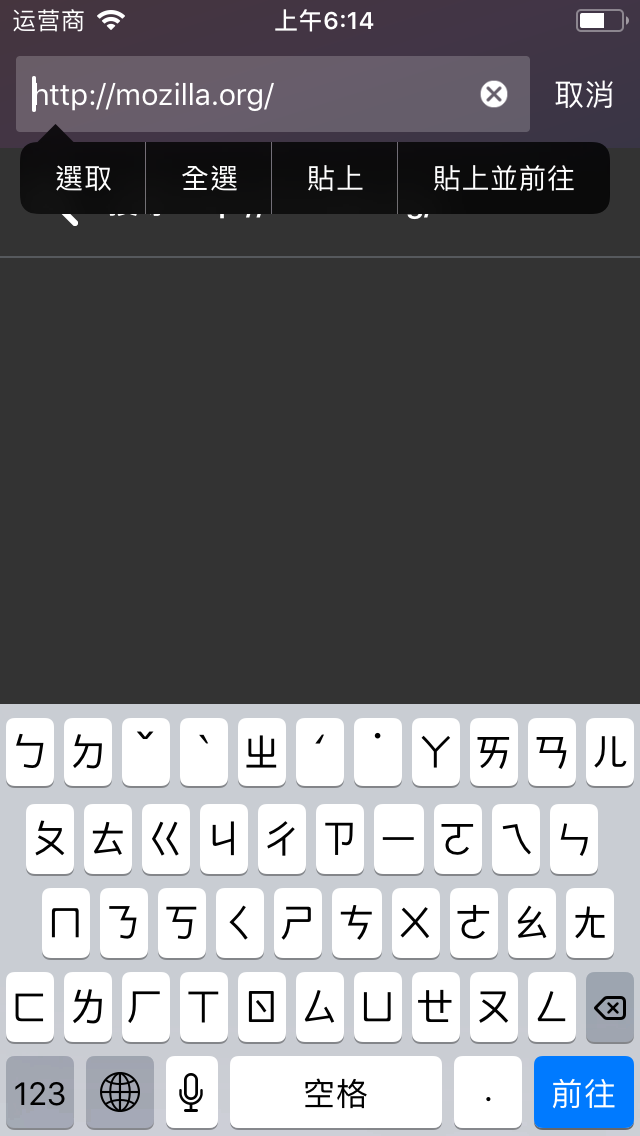 运营商 上午6:14
http://mozilla.org/ 取消
選取 全選 貼上 貼上並前往
ㄅ ㄉ ˇ ˋ ㄓ ˊ ˙ ㄚ ㄞ ㄢ ㄦ
ㄆ ㄊ ㄍ ㄐ ㄔ ㄗ ㄧ ㄛ ㄟ ㄣ
ㄇ ㄋ ㄎ ㄑ ㄕ ㄘ ㄨ ㄜ ㄠ ㄤ
ㄈ ㄌ ㄏ ㄒ ㄖ ㄙ ㄩ ㄝ ㄡ ㄥ
123 空格 . 前往